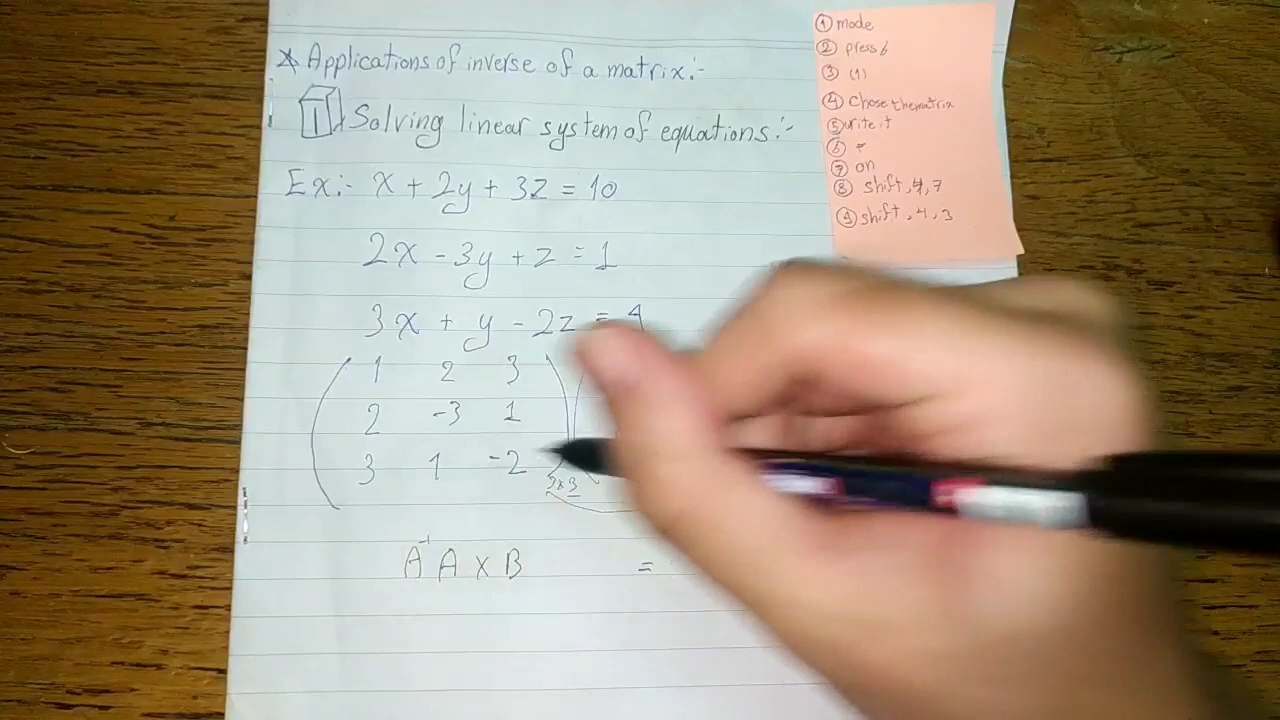 * Applications of inverse of a matrix:-
1 Solving linear system of equations:-
Ex:- x + 2y + 3z = 10
2x - 3y + z = 1
3x + y - 2z = 4
1 2 3
2 -3 1
3 1 -2
3x3
A⁻¹ A x B =
① mode
② press 6
③ (1)
④ chose the matrix
⑤ write it
⑥ =
⑦ on
⑧ shift, 4, 7
⑨ shift, 4, 3